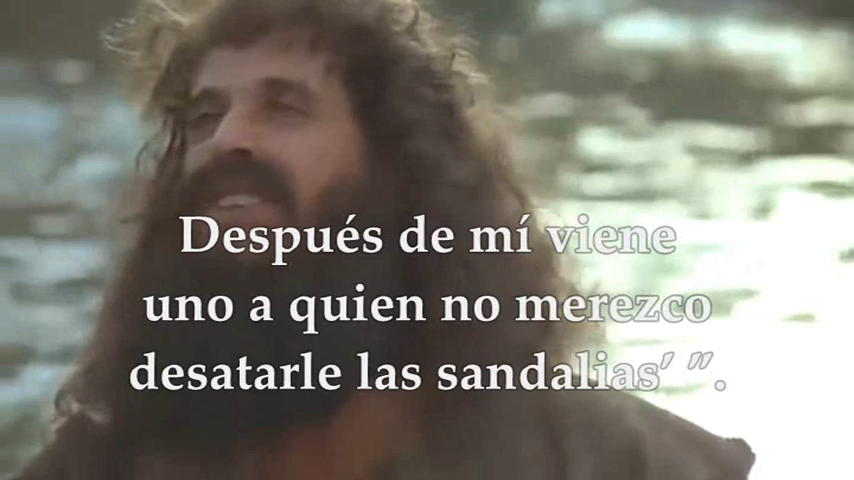 Después de mí viene
uno a quien no merezco
desatarle las sandalias’ ”.